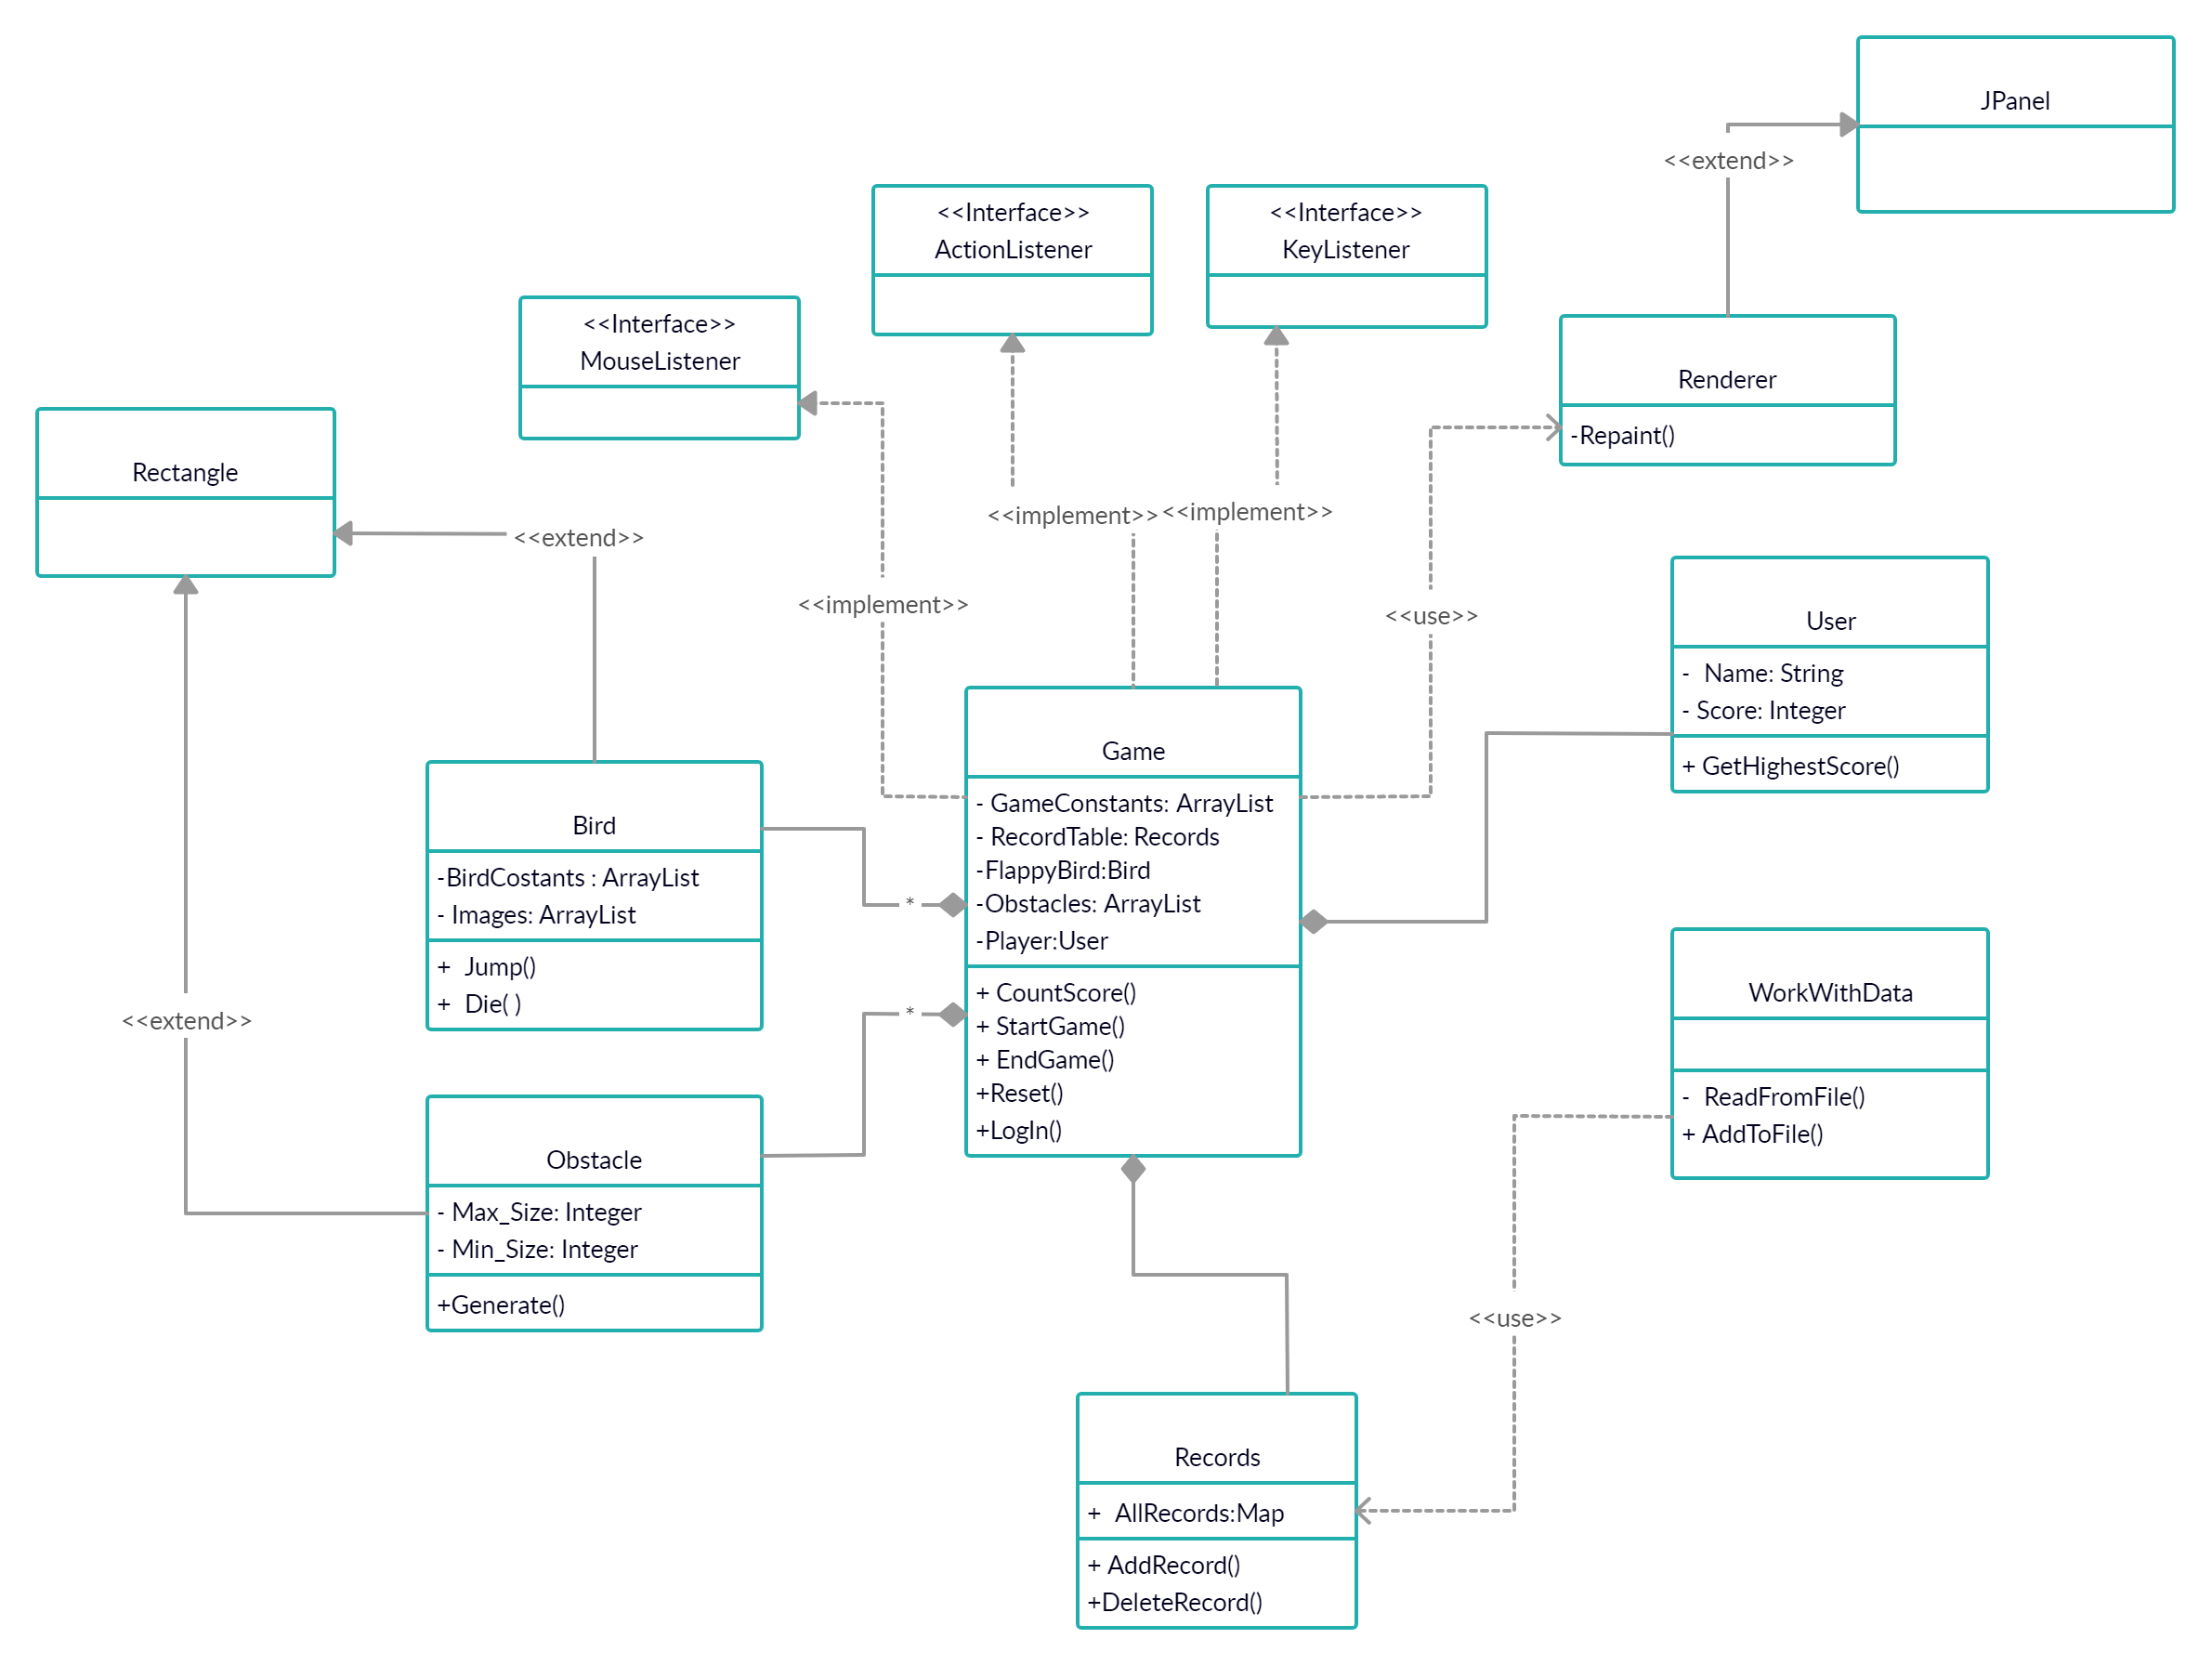 JPanel
<<extend>>
<<Interface>>
ActionListener
<<Interface>>
KeyListener
<<Interface>>
MouseListener
Renderer
-Repaint()
Rectangle
<<extend>>
<<implement>>
<<implement>>
<<implement>>
<<use>>
User
- Name: String
- Score: Integer
+ GetHighestScore()
Game
- GameConstants: ArrayList
- RecordTable: Records
-FlappyBird:Bird
-Obstacles: ArrayList
-Player:User
+ CountScore()
+ StartGame()
+ EndGame()
+Reset()
+LogIn()
Bird
-BirdCostants : ArrayList
- Images: ArrayList
+ Jump()
+ Die( )
*
*
<<extend>>
WorkWithData
- ReadFromFile()
+ AddToFile()
Obstacle
- Max_Size: Integer
- Min_Size: Integer
+Generate()
<<use>>
Records
+ AllRecords:Map
+ AddRecord()
+DeleteRecord()